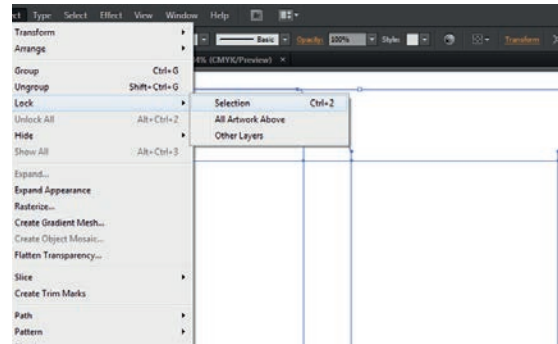 ct Type Select Effect View Window Help
Basic Opacity: 100% Style: Transform
4% (CMYK/Preview) ×
Transform
Arrange
Group Ctrl+G
Ungroup Shift+Ctrl+G
Lock
Selection Ctrl+2
All Artwork Above
Other Layers
Unlock All Alt+Ctrl+2
Hide
Show All Alt+Ctrl+3
Expand...
Expand Appearance
Rasterize...
Create Gradient Mesh...
Create Object Mosaic...
Flatten Transparency...
Slice
Create Trim Marks
Path
Pattern